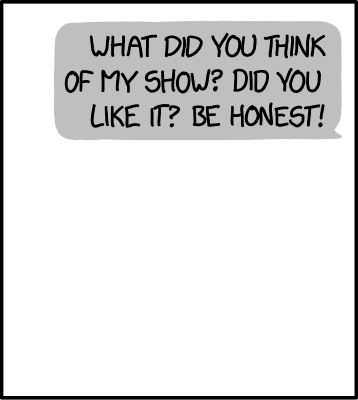 WHAT DID YOU THINK
OF MY SHOW? DID YOU
LIKE IT? BE HONEST!